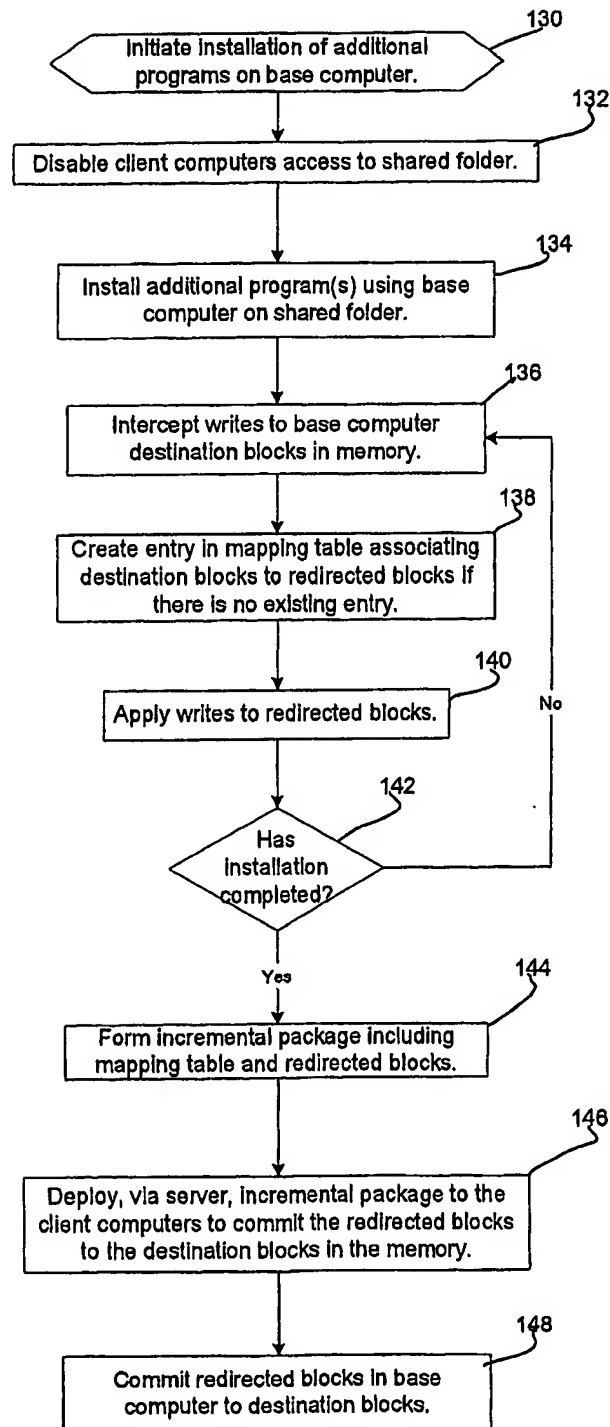 130
Initiate installation of additional
programs on base computer.
132
Disable client computers access to shared folder.
134
Install additional program(s) using base
computer on shared folder.
136
Intercept writes to base computer
destination blocks in memory.
138
Create entry in mapping table associating
destination blocks to redirected blocks if
there is no existing entry.
140
Apply writes to redirected blocks.
No
142
Has
installation
completed?
Yes
144
Form incremental package including
mapping table and redirected blocks.
146
Deploy, via server, incremental package to the
client computers to commit the redirected blocks
to the destination blocks in the memory.
148
Commit redirected blocks in base
computer to destination blocks.